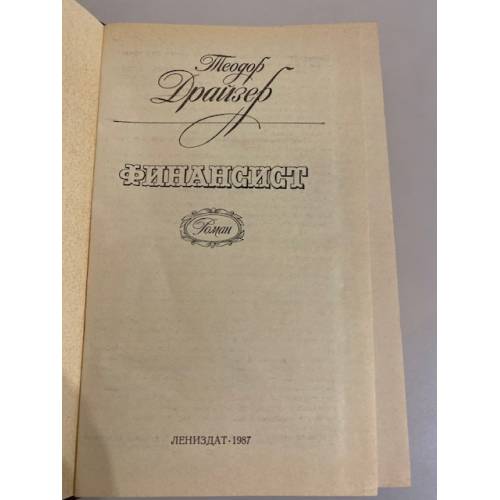 Теодор
Драйзер
ФИНАНСИСТ
Роман
ЛЕНИЗДАТ·1987